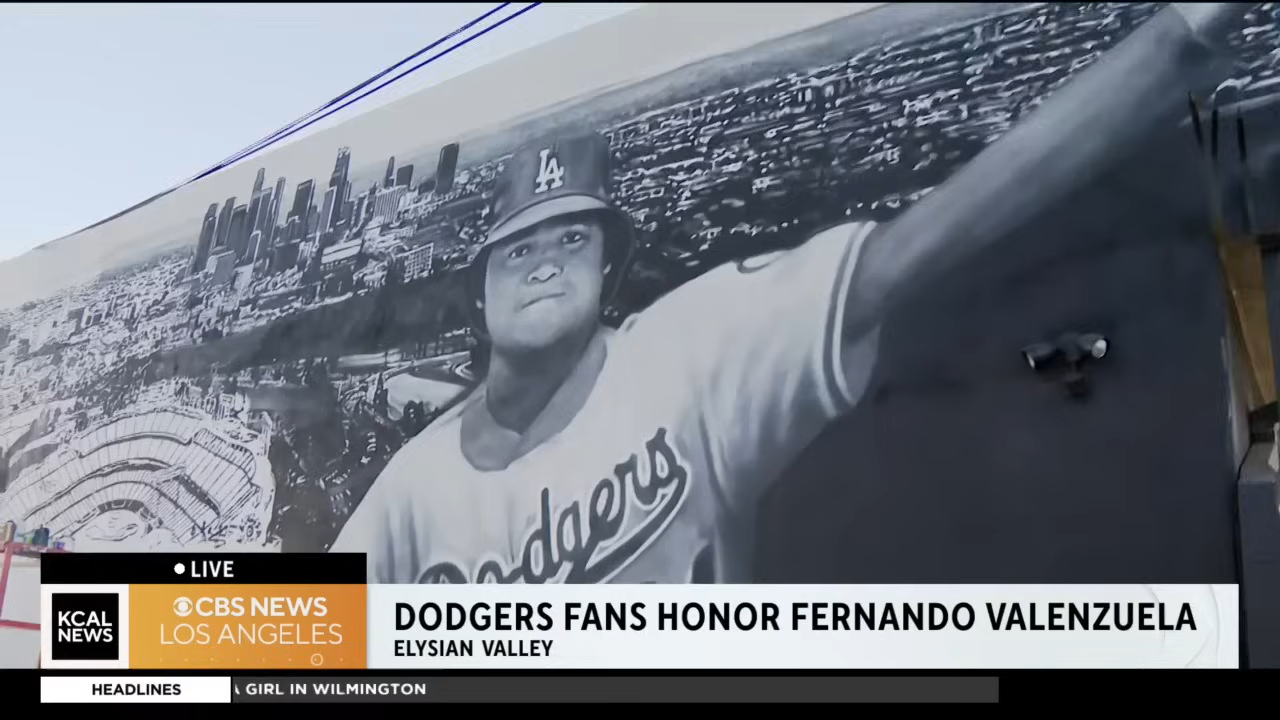 LA
Dodgers
LIVE
KCAL
NEWS
CBS NEWS
LOS ANGELES
DODGERS FANS HONOR FERNANDO VALENZUELA
ELYSIAN VALLEY
HEADLINES
GIRL IN WILMINGTON